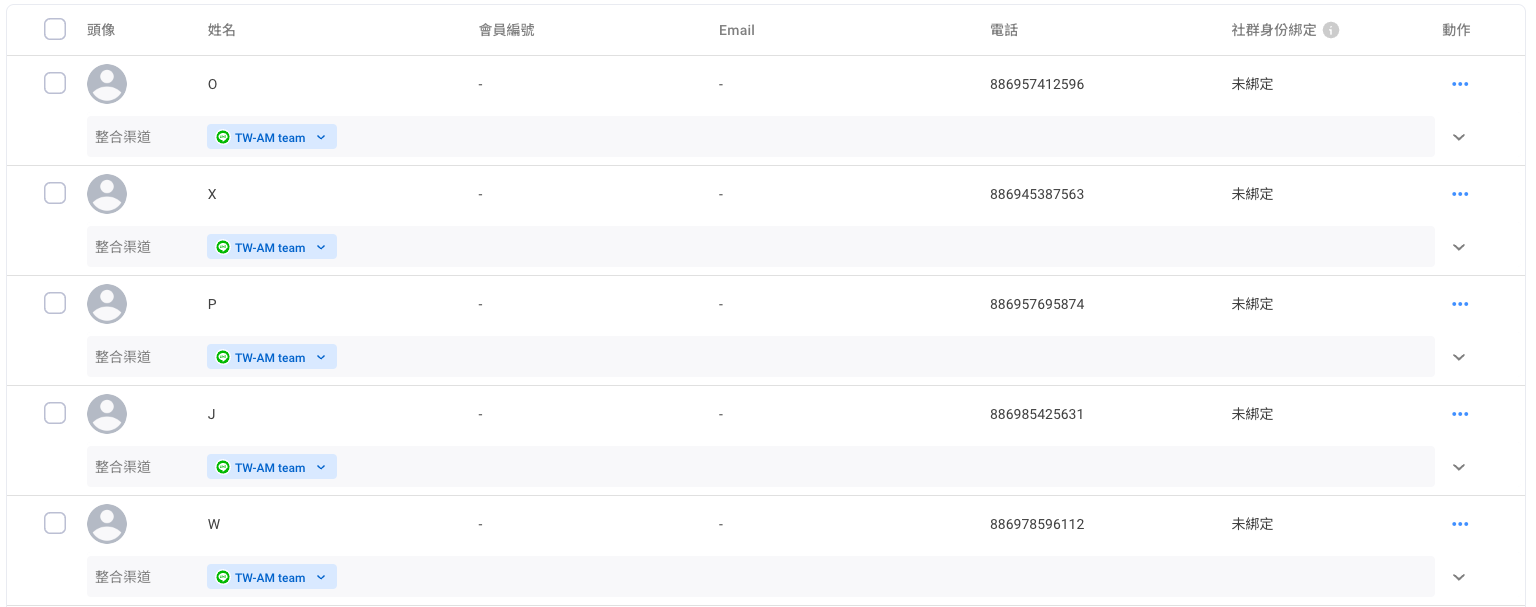 頭像 姓名 會員編號 Email 電話 社群身份綁定 動作
O - - 886957412596 未綁定
整合渠道 TW-AM team
X - - 886945387563 未綁定
整合渠道 TW-AM team
P - - 886957695874 未綁定
整合渠道 TW-AM team
J - - 886985425631 未綁定
整合渠道 TW-AM team
W - - 886978596112 未綁定
整合渠道 TW-AM team